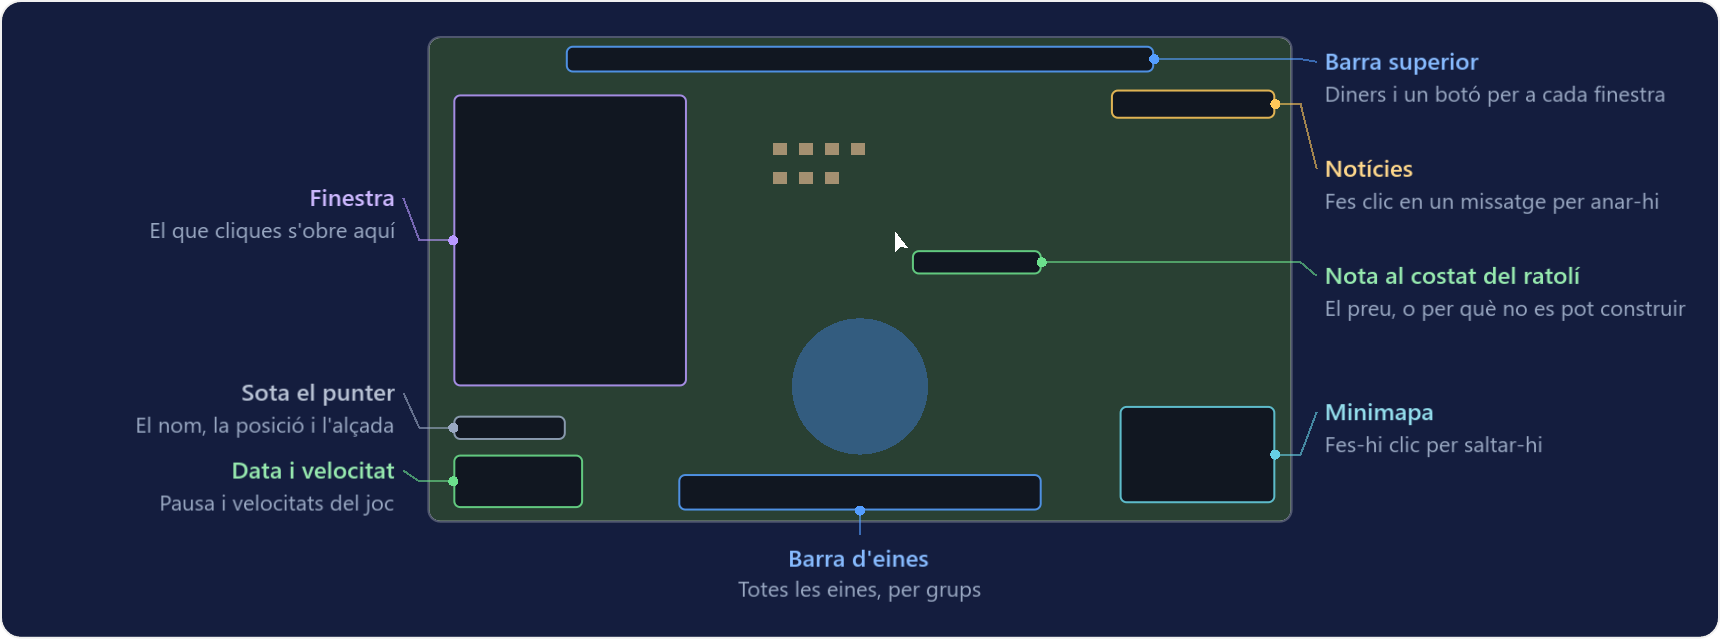 Barra superior
Diners i un botó per a cada finestra
Notícies
Fes clic en un missatge per anar-hi
Finestra
El que cliques s'obre aquí
Nota al costat del ratolí
El preu, o per què no es pot construir
Sota el punter
El nom, la posició i l'alçada
Minimapa
Fes-hi clic per saltar-hi
Data i velocitat
Pausa i velocitats del joc
Barra d'eines
Totes les eines, per grups